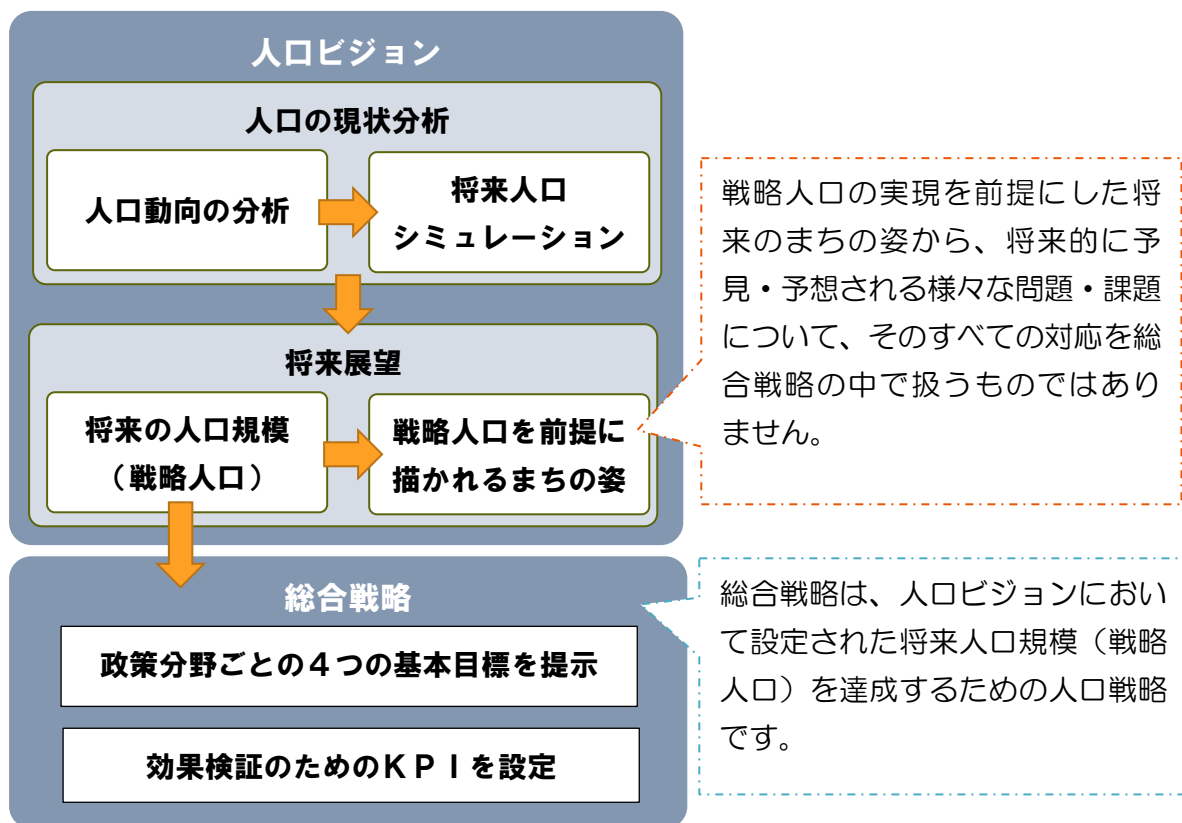 人口ビジョン
人口の現状分析
人口動向の分析
将来人口
シミュレーション
将来展望
将来の人口規模
（戦略人口）
戦略人口を前提に
描かれるまちの姿
戦略人口の実現を前提にした将
来のまちの姿から、将来的に予
見・予想される様々な問題・課題
について、そのすべての対応を総
合戦略の中で扱うものではあり
ません。
総合戦略
政策分野ごとの４つの基本目標を提示
効果検証のためのＫＰＩを設定
総合戦略は、人口ビジョンにおい
て設定された将来人口規模（戦略
人口）を達成するための人口戦略
です。